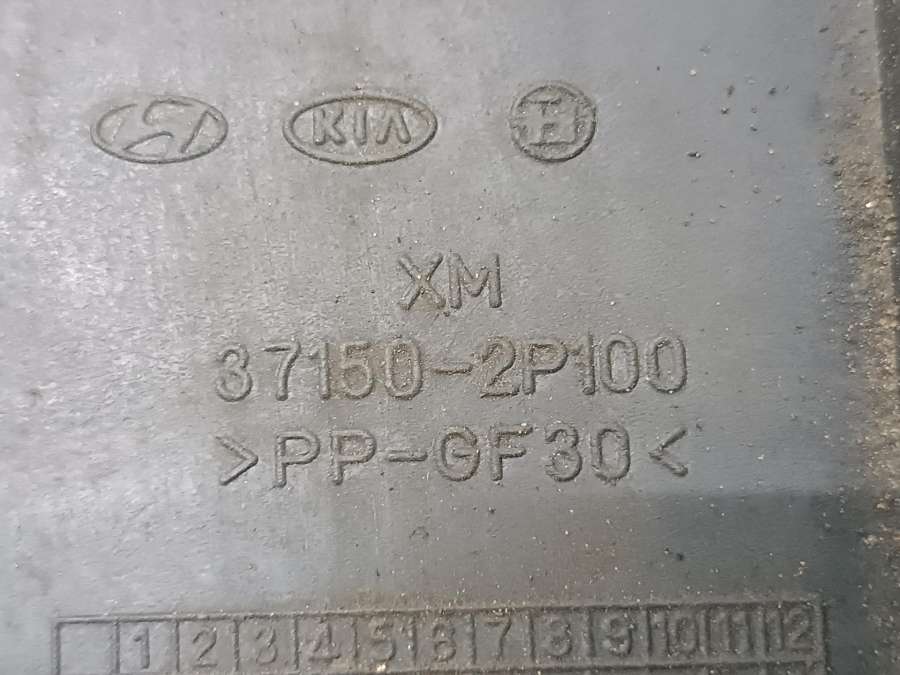 KIA
XM
37150-2P100
>PP-GF30<
1 2 3 4 5 6 7 8 9 10 11 12